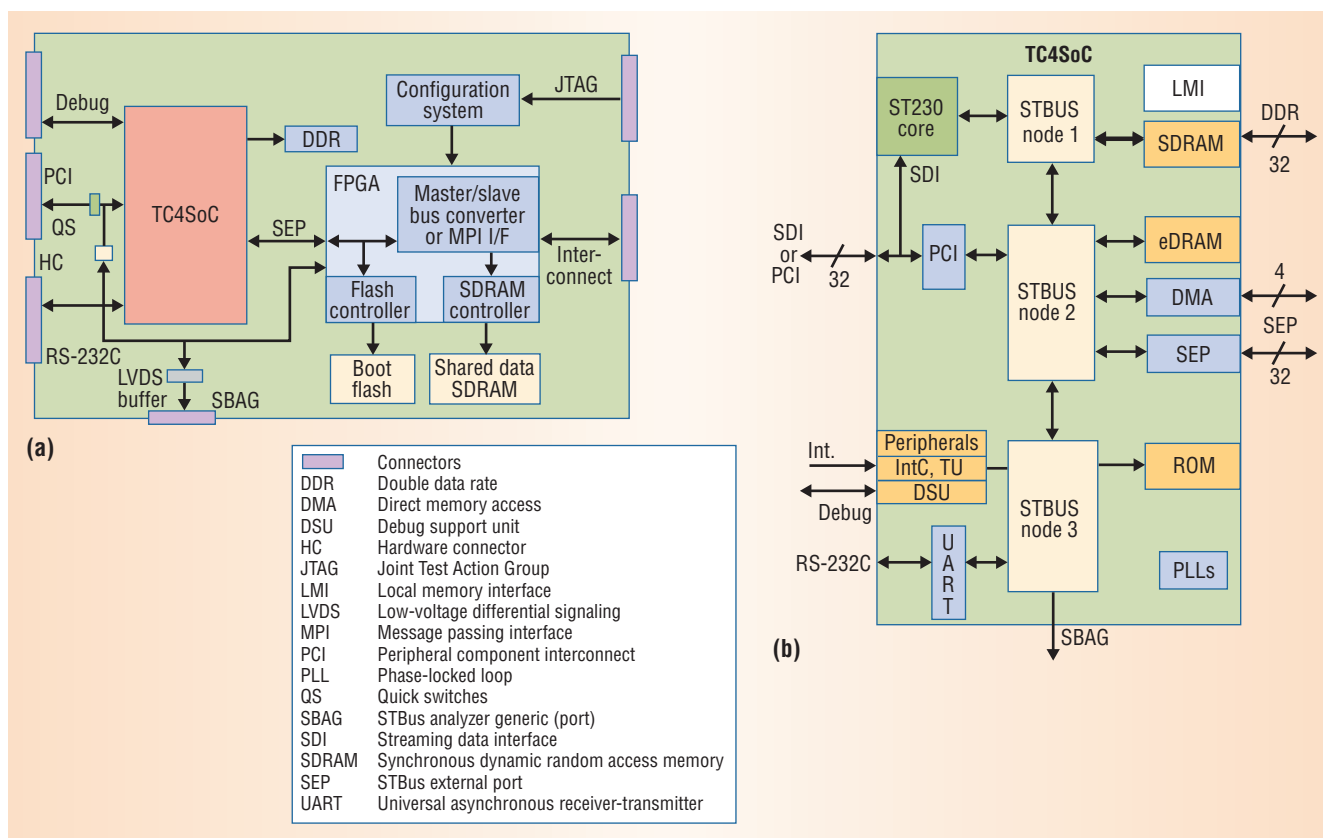 Debug
PCI
QS
HC
RS-232C
LVDS
buffer
SBAG
TC4SoC
DDR
SEP
Configuration
system
JTAG
FPGA
Master/slave
bus converter
or MPI I/F
Inter-
connect
Flash
controller
SDRAM
controller
Boot
flash
Shared data
SDRAM
(a)
Connectors
DDR Double data rate
DMA Direct memory access
DSU Debug support unit
HC Hardware connector
JTAG Joint Test Action Group
LMI Local memory interface
LVDS Low-voltage differential signaling
MPI Message passing interface
PCI Peripheral component interconnect
PLL Phase-locked loop
QS Quick switches
SBAG STBus analyzer generic (port)
SDI Streaming data interface
SDRAM Synchronous dynamic random access memory
SEP STBus external port
UART Universal asynchronous receiver-transmitter
TC4SoC
ST230
core
STBUS
node 1
LMI
SDRAM
DDR
32
SDI
SDI
or
PCI
32
PCI
STBUS
node 2
eDRAM
DMA
4
SEP
SEP
32
Int.
Debug
Peripherals
IntC, TU
DSU
STBUS
node 3
ROM
RS-232C
UART
PLLs
SBAG
(b)